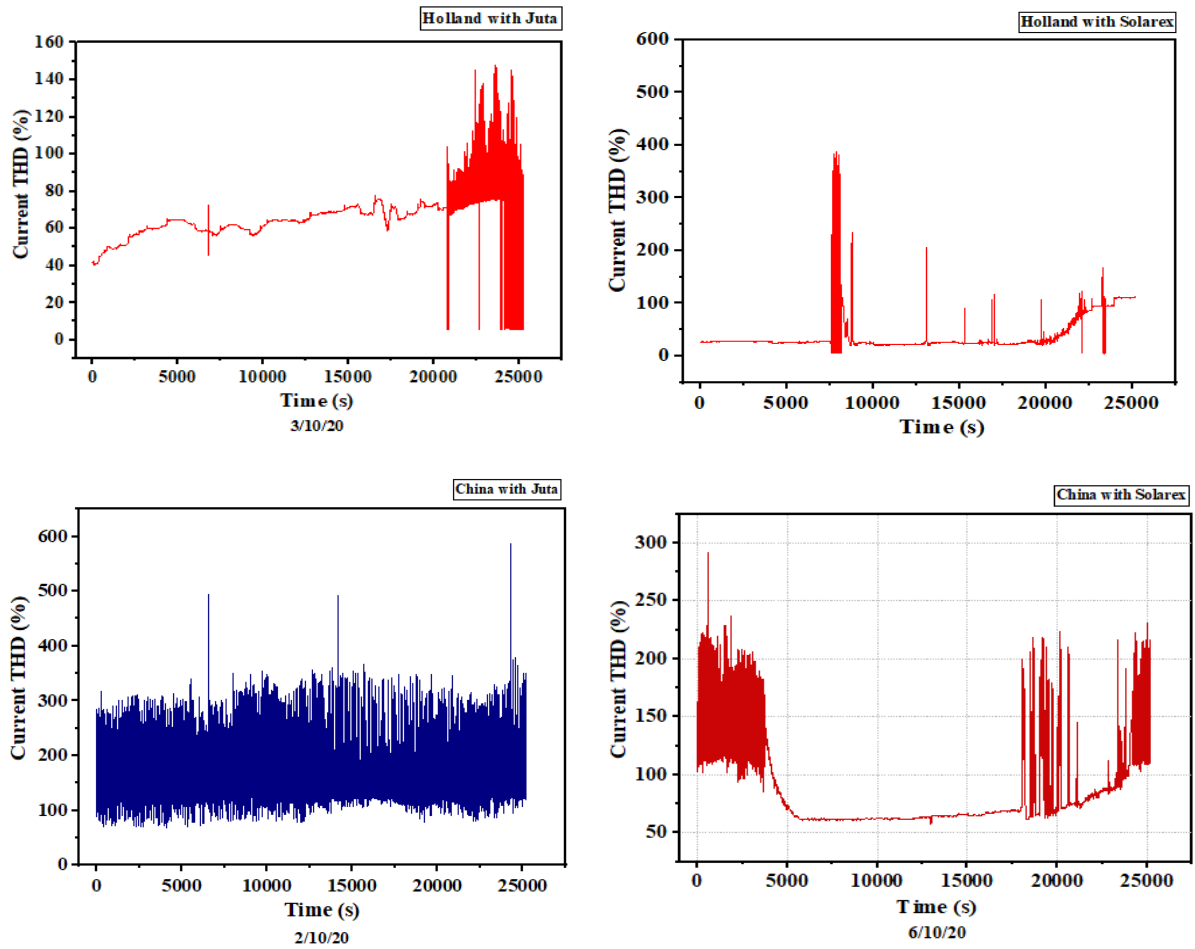 Holland with Juta
160
140
120
100
80
60
40
20
0
Current THD (%)
0 5000 10000 15000 20000 25000
Time (s)
3/10/20
Holland with Solarex
600
500
400
300
200
100
0
Current THD (%)
0 5000 10000 15000 20000 25000
Time (s)
China with Juta
600
500
400
300
200
100
0
Current THD (%)
0 5000 10000 15000 20000 25000
Time (s)
2/10/20
China with Solarex
300
250
200
150
100
50
Current THD (%)
0 5000 10000 15000 20000 25000
Time (s)
6/10/20